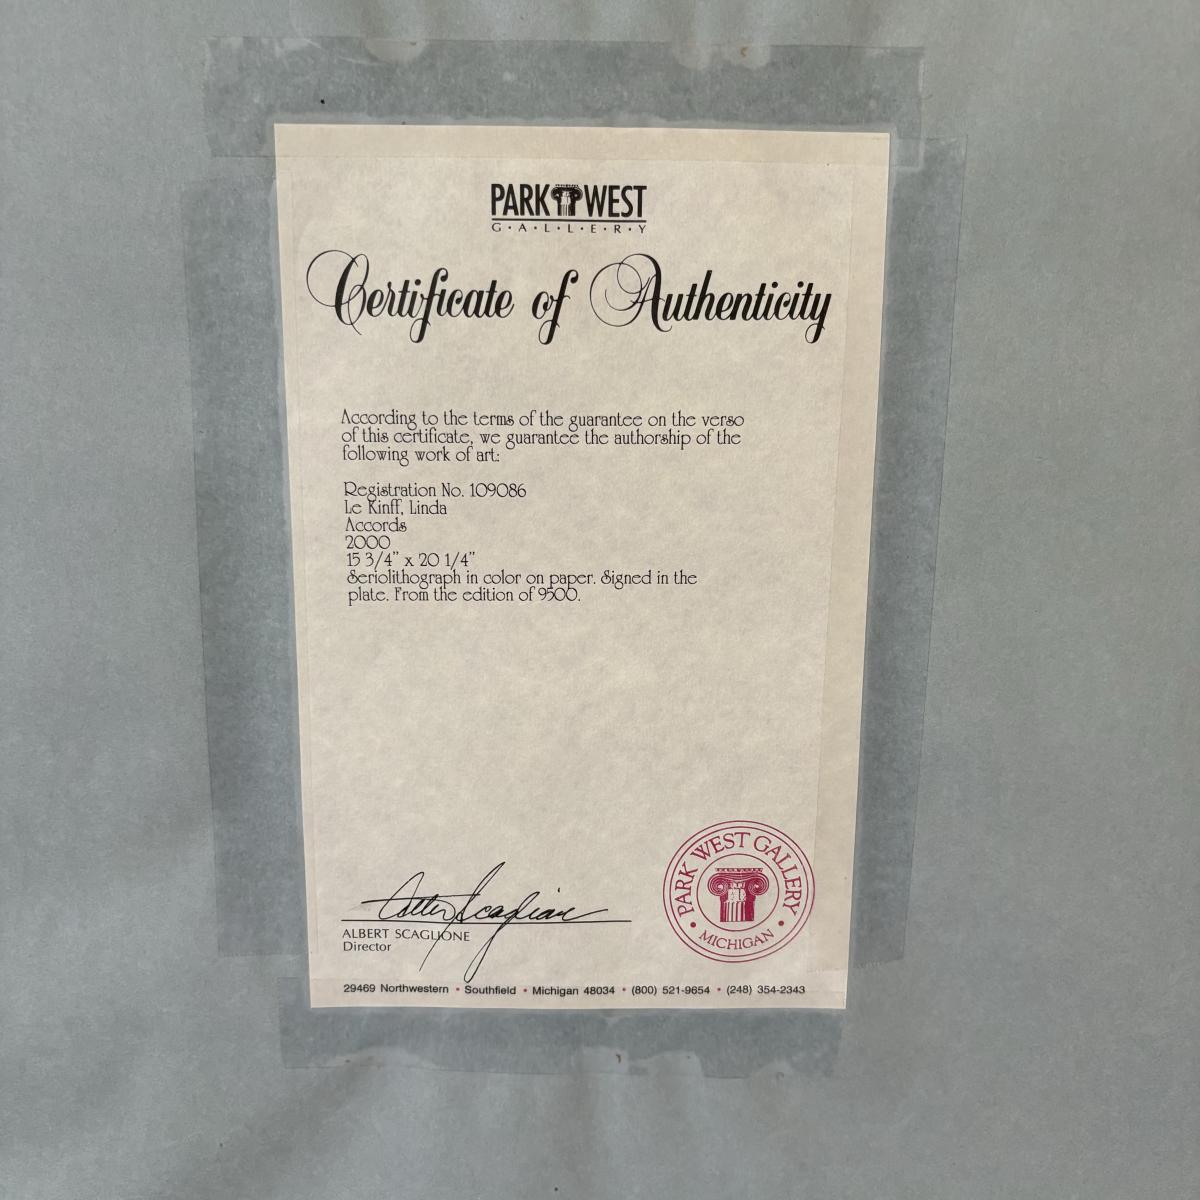 PARK WEST
G·A·L·L·E·R·Y
Certificate of Authenticity
According to the terms of the guarantee on the verso
of this certificate, we guarantee the authorship of the
following work of art:
Registration No. 109086
Le Kinff, Linda
Accords
2000
15 3/4" x 20 1/4"
Seriolithograph in color on paper. Signed in the
plate. From the edition of 9500.
ALBERT SCAGLIONE
Director
PARK WEST GALLERY
• MICHIGAN •
29469 Northwestern • Southfield • Michigan 48034 • (800) 521-9654 • (248) 354-2343